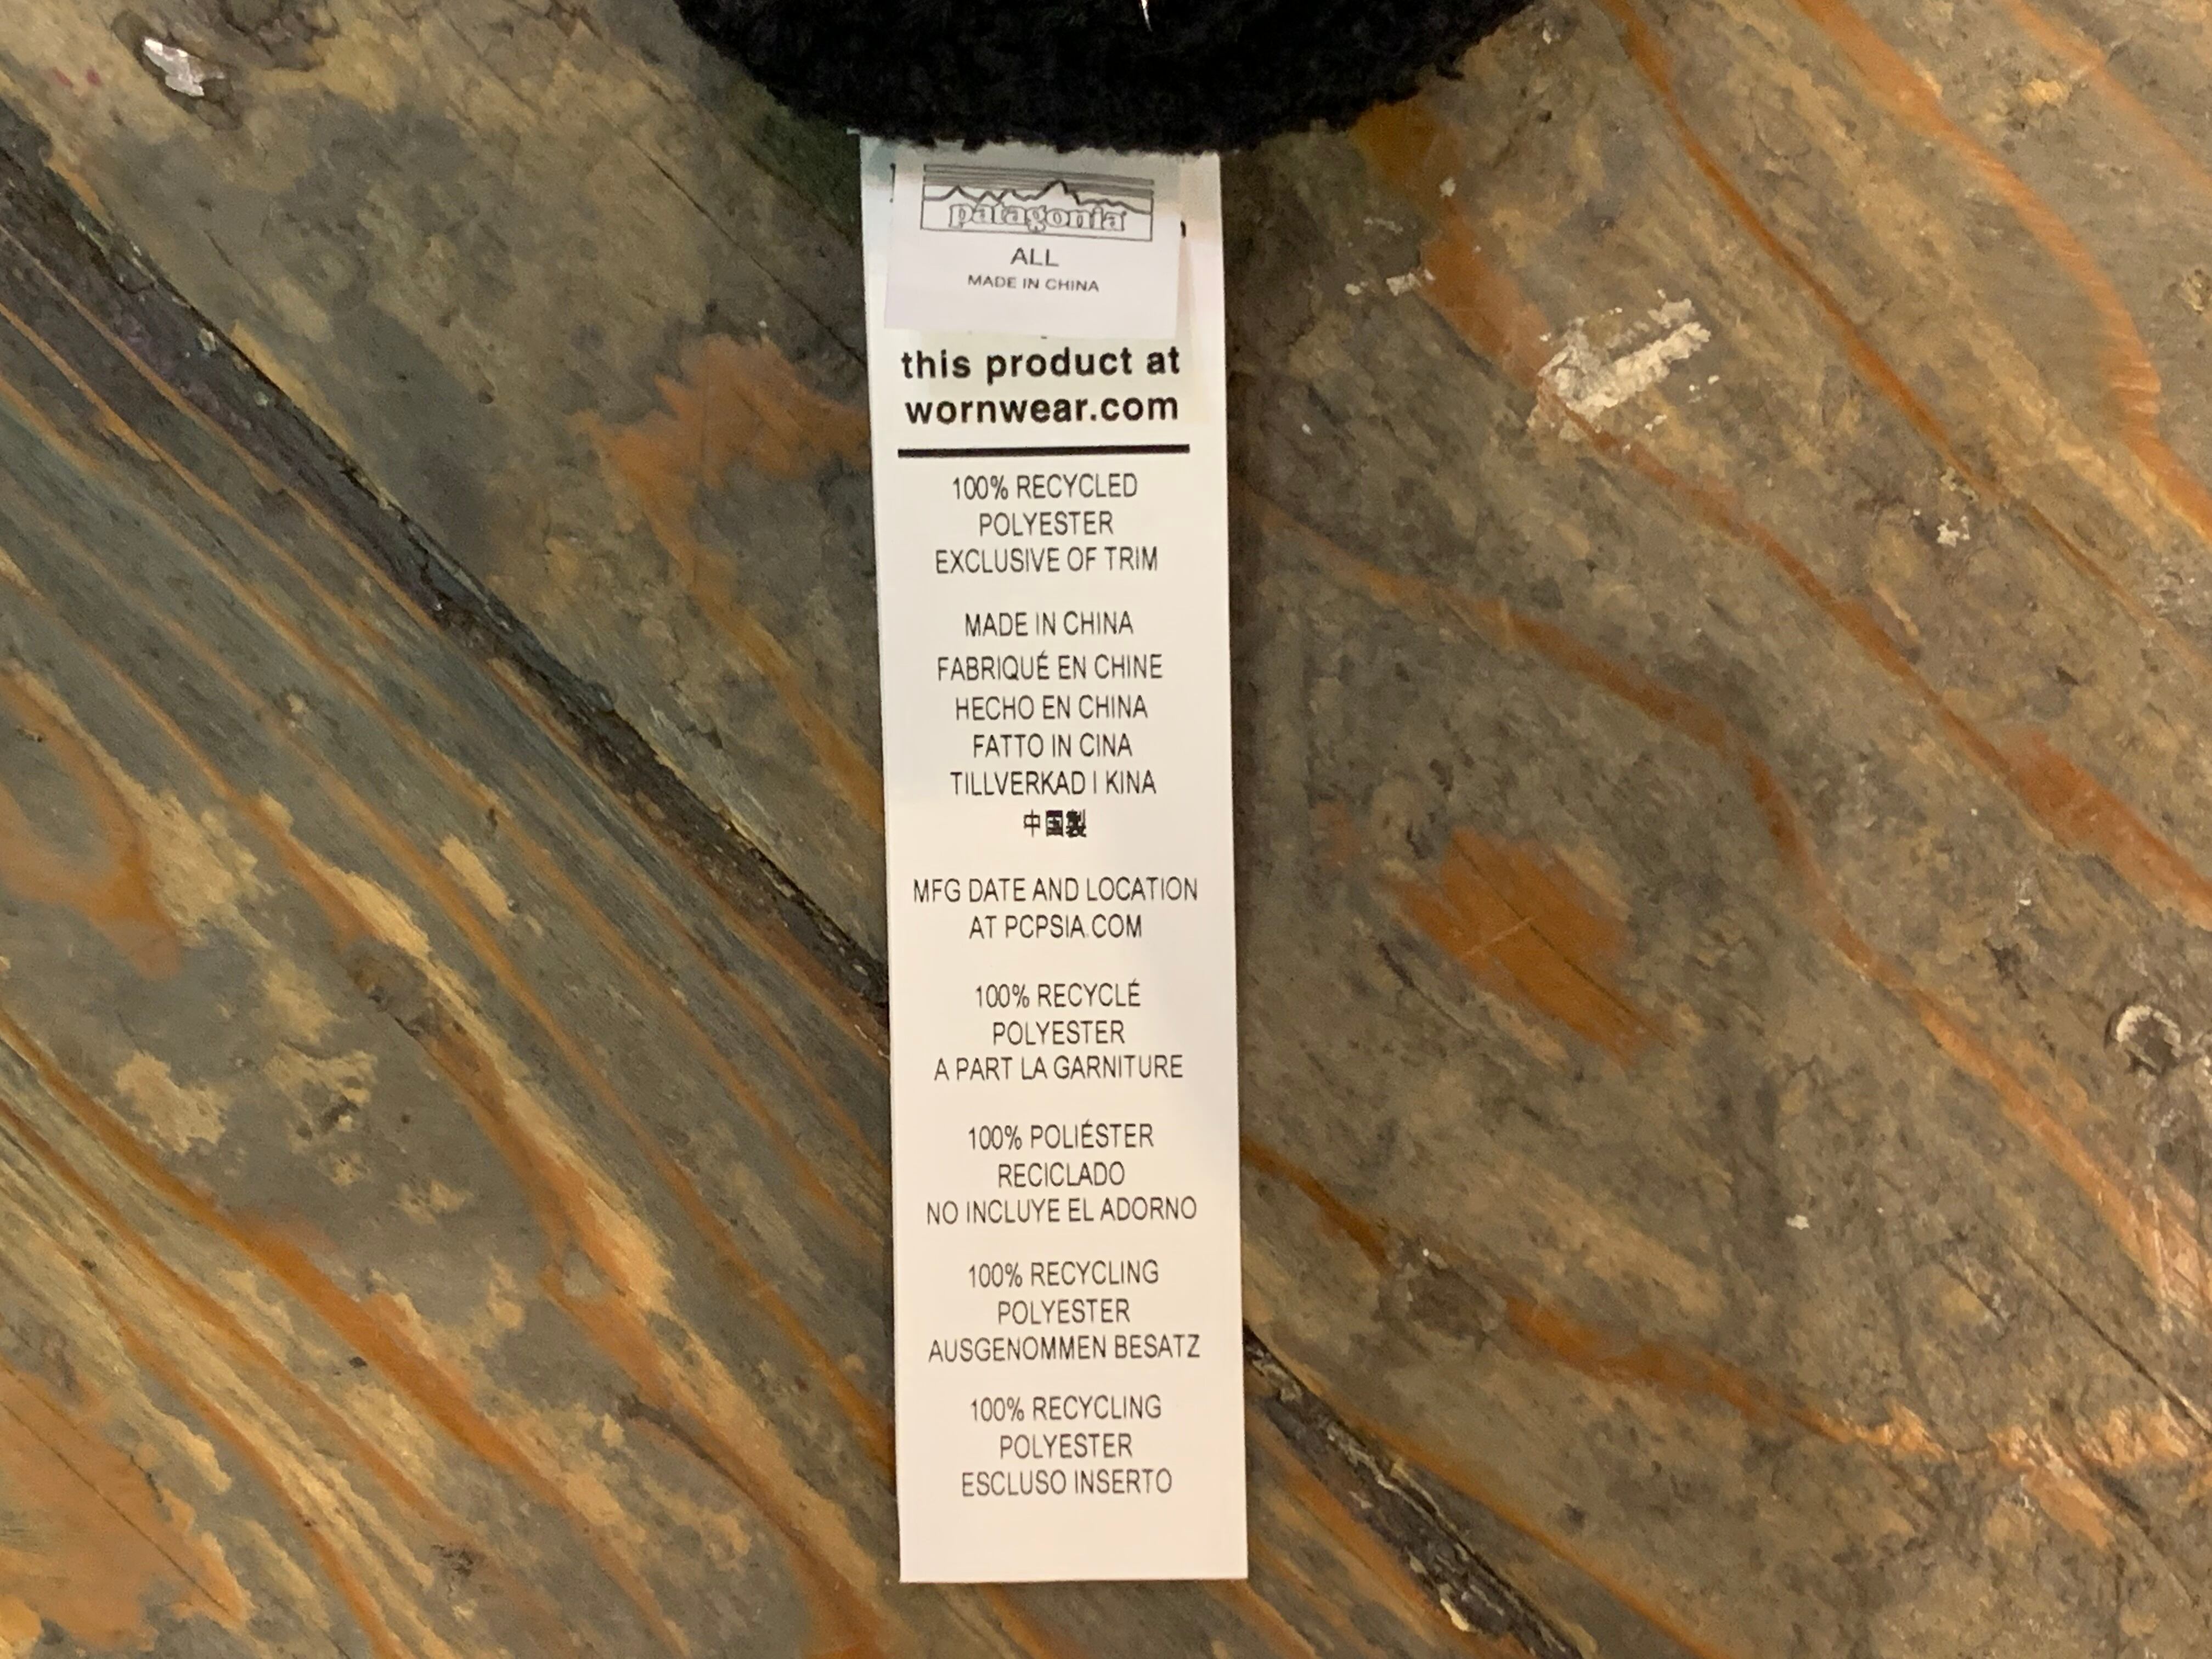 patagonia
ALL
MADE IN CHINA
this product at
wornwear.com
100% RECYCLED
POLYESTER
EXCLUSIVE OF TRIM
MADE IN CHINA
FABRIQUÉ EN CHINE
HECHO EN CHINA
FATTO IN CINA
TILLVERKAD I KINA
中国製
MFG DATE AND LOCATION
AT PCPSIA.COM
100% RECYCLÉ
POLYESTER
A PART LA GARNITURE
100% POLIÉSTER
RECICLADO
NO INCLUYE EL ADORNO
100% RECYCLING
POLYESTER
AUSGENOMMEN BESATZ
100% RECYCLING
POLYESTER
ESCLUSO INSERTO